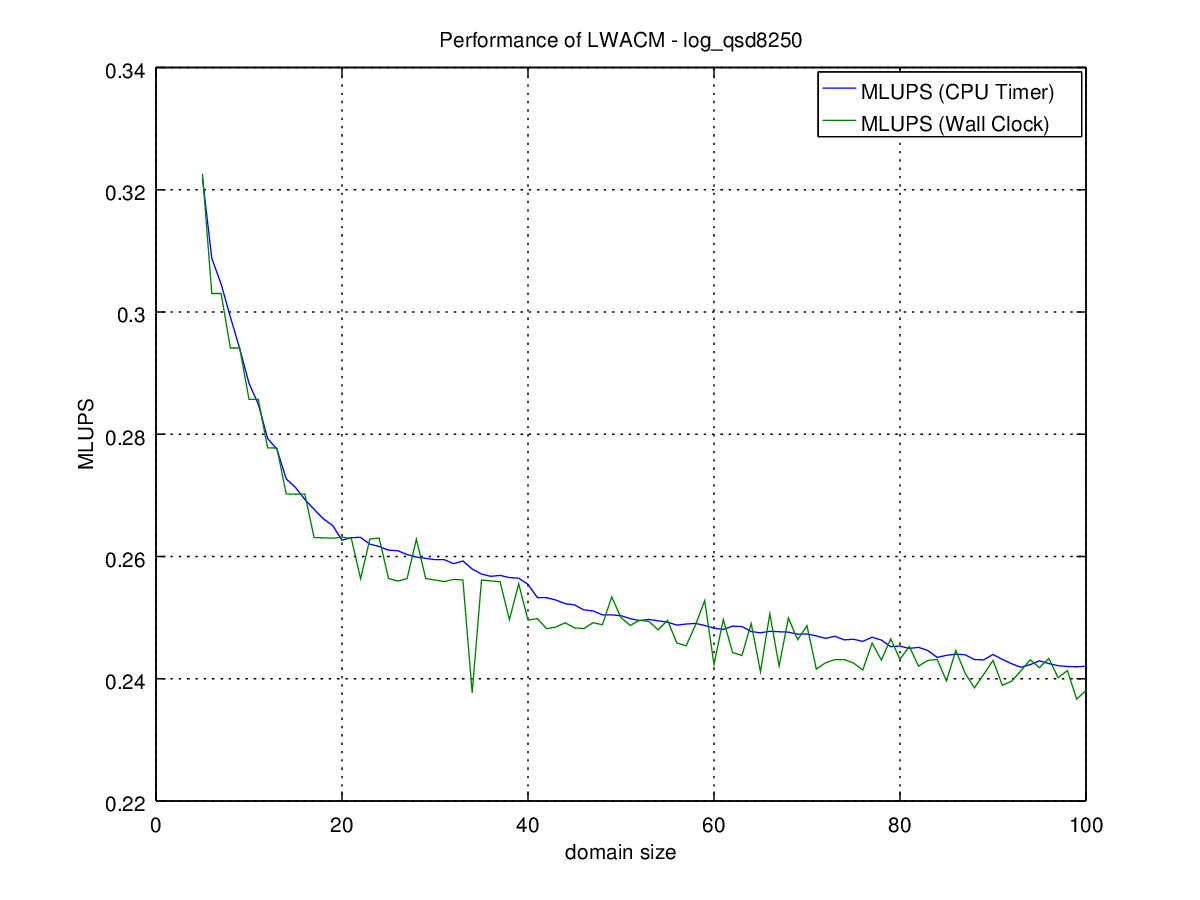 Performance of LWACM - log_qsd8250
MLUPS (CPU Timer)
MLUPS (Wall Clock)
0.34
0.32
0.3
0.28
0.26
0.24
0.22
MLUPS
0 20 40 60 80 100
domain size